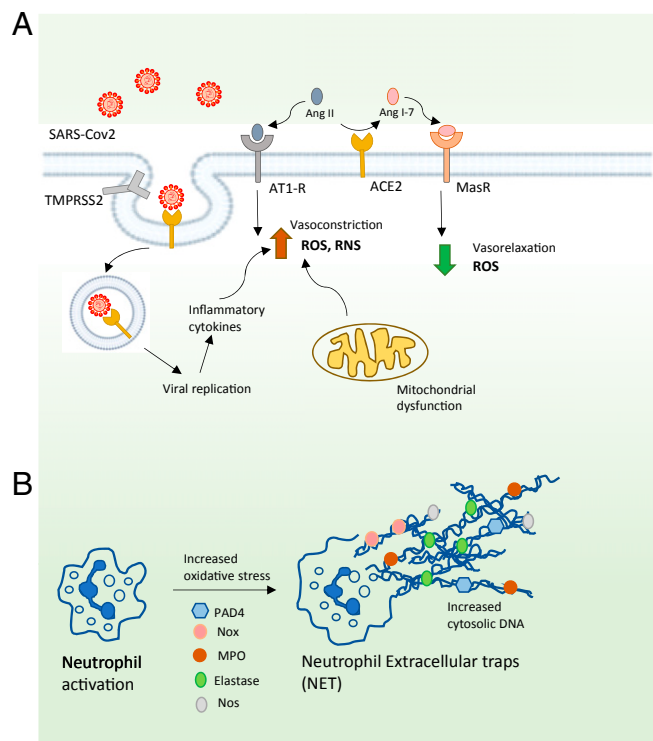 A
SARS-Cov2
Ang II
Ang I-7
TMPRSS2
AT1-R
ACE2
MasR
Vasoconstriction
ROS, RNS
Vasorelaxation
ROS
Inflammatory
cytokines
Viral replication
Mitochondrial
dysfunction
B
Increased
oxidative stress
PAD4
Nox
MPO
Elastase
Nos
Increased
cytosolic DNA
Neutrophil
activation
Neutrophil Extracellular traps
(NET)